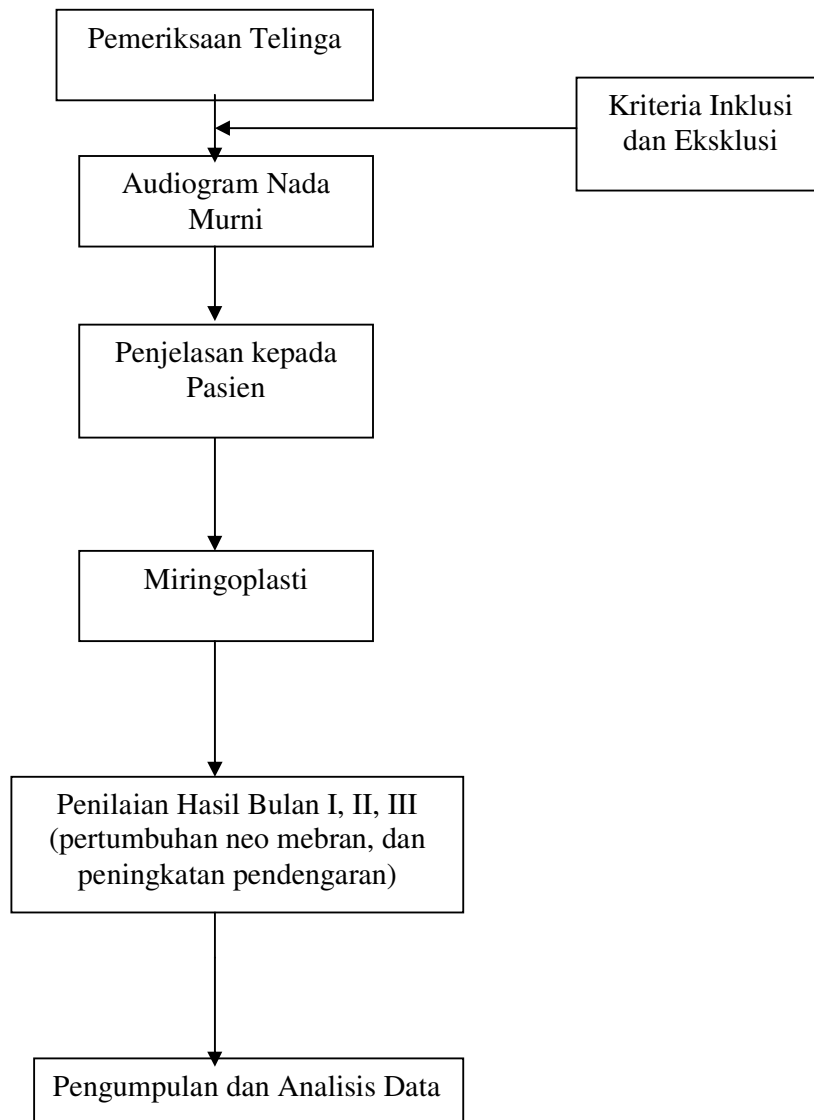 Pemeriksaan Telinga
Kriteria Inklusi
dan Eksklusi
Audiogram Nada
Murni
Penjelasan kepada
Pasien
Miringoplasti
Penilaian Hasil Bulan I, II, III
(pertumbuhan neo mebran, dan
peningkatan pendengaran)
Pengumpulan dan Analisis Data